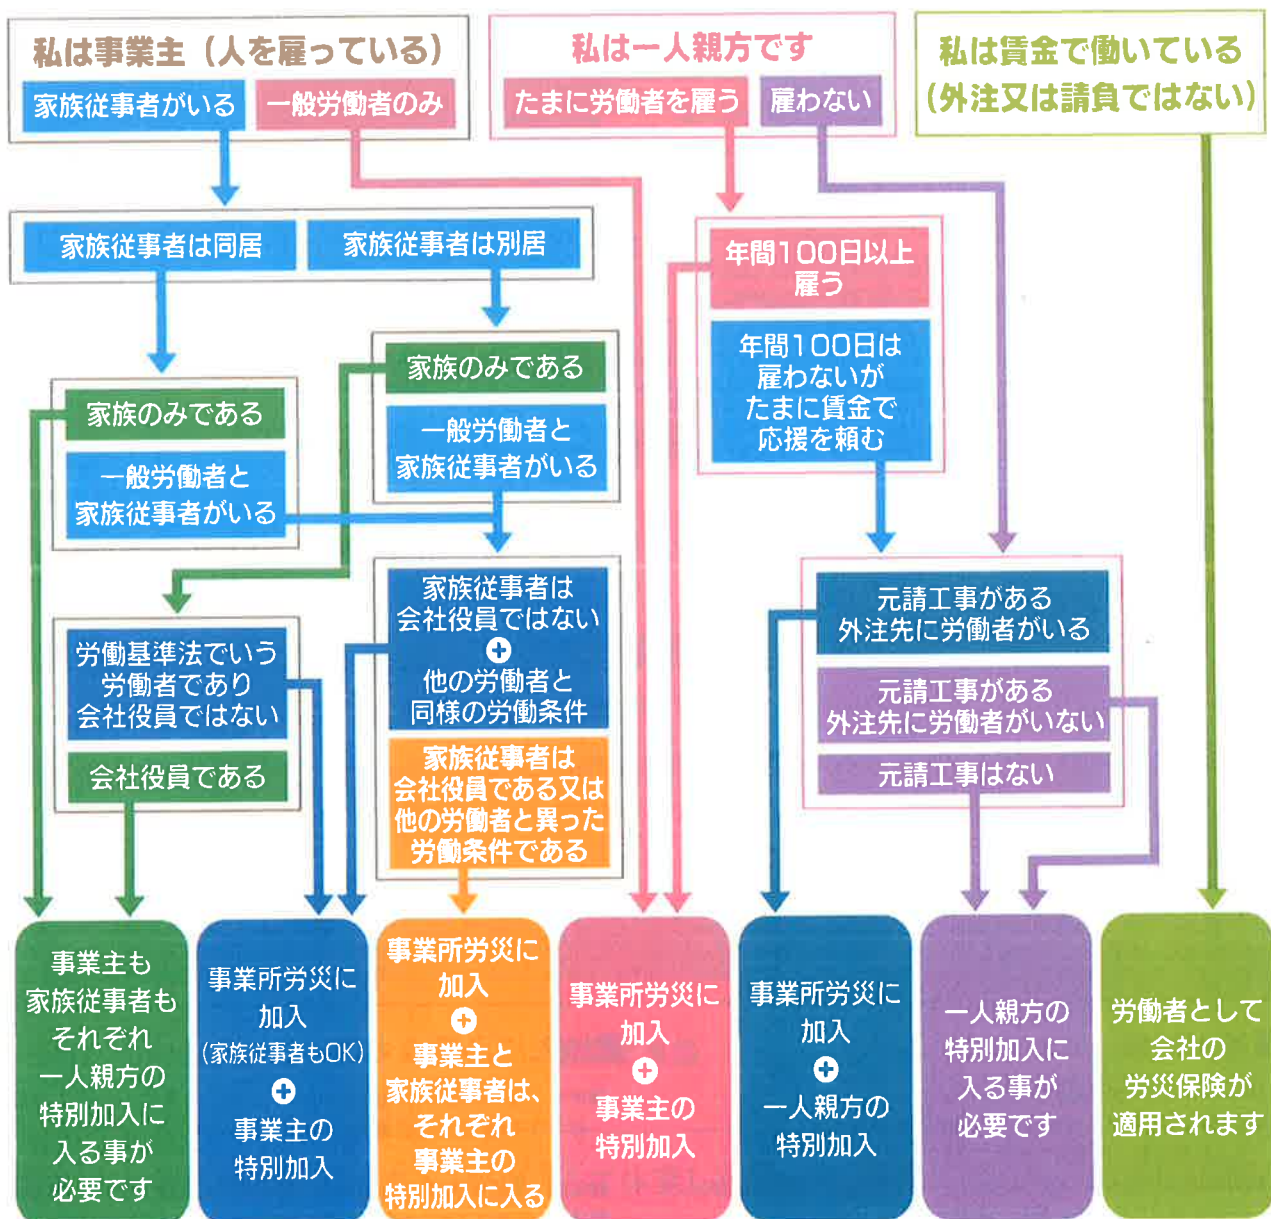 私は事業主（人を雇っている）
家族従事者がいる
一般労働者のみ
私は一人親方です
たまに労働者を雇う
雇わない
私は賃金で働いている
（外注又は請負ではない）
家族従事者は同居
家族従事者は別居
年間100日以上
雇う
年間100日は
雇わないが
たまに賃金で
応援を頼む
家族のみである
一般労働者と
家族従事者がいる
家族のみである
一般労働者と
家族従事者がいる
労働基準法でいう
労働者であり
会社役員ではない
会社役員である
家族従事者は
会社役員ではない
+
他の労働者と
同様の労働条件
家族従事者は
会社役員である又は
他の労働者と異った
労働条件である
元請工事がある
外注先に労働者がいる
元請工事がある
外注先に労働者がいない
元請工事はない
事業主も
家族従事者も
それぞれ
一人親方の
特別加入に
入る事が
必要です
事業所労災に
加入
（家族従事者もOK）
+
事業主の
特別加入
事業所労災に
加入
+
事業主と
家族従事者は、
それぞれ
事業主の
特別加入に入る
事業所労災に
加入
+
事業主の
特別加入
事業所労災に
加入
+
一人親方の
特別加入
一人親方の
特別加入に
入る事が
必要です
労働者として
会社の
労災保険が
適用されます